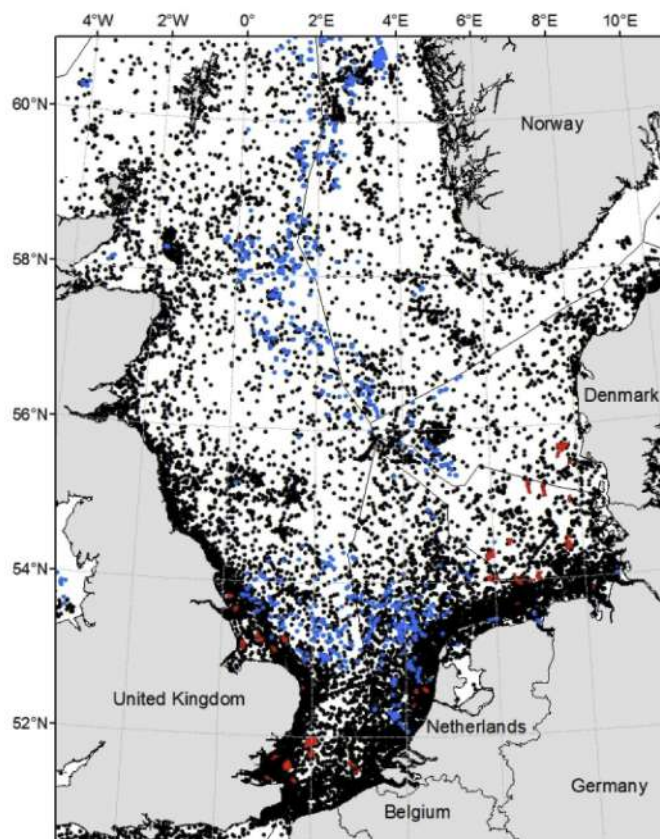 4°W 2°W 0° 2°E 4°E 6°E 8°E 10°E
60°N
Norway
58°N
Denmark
56°N
54°N
United Kingdom
52°N
Netherlands
Germany
Belgium